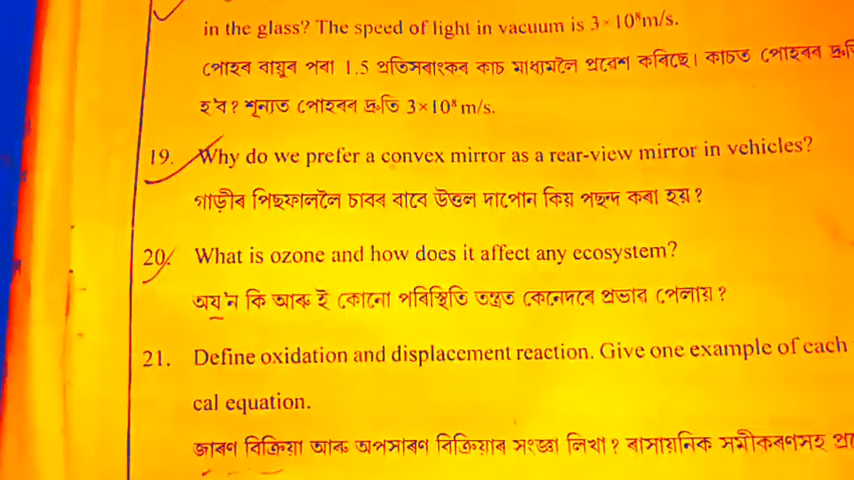 in the glass? The speed of light in vacuum is 3×10⁸m/s.
পোহৰ বায়ুৰ পৰা 1.5 প্ৰতিসৰাংকৰ কাচ মাধ্যমলৈ প্ৰৱেশ কৰিছে। কাচত পোহৰৰ
হ'ব? শূন্যত পোহৰৰ দ্ৰুতি 3×10⁸ m/s.
19. Why do we prefer a convex mirror as a rear-view mirror in vehicles?
গাড়ীৰ পিছফাললৈ চাবৰ বাবে উত্তল দাপোন কিয় পছন্দ কৰা হয়?
20. What is ozone and how does it affect any ecosystem?
অয'ন কি আৰু ই কোনো পৰিস্থিতি তন্ত্ৰত কেনেদৰে প্ৰভাৱ পেলায়?
21. Define oxidation and displacement reaction. Give one example of each
cal equation.
জাৰণ বিক্ৰিয়া আৰু অপসাৰণ বিক্ৰিয়াৰ সংজ্ঞা লিখা? ৰাসায়নিক সমীকৰণসহ